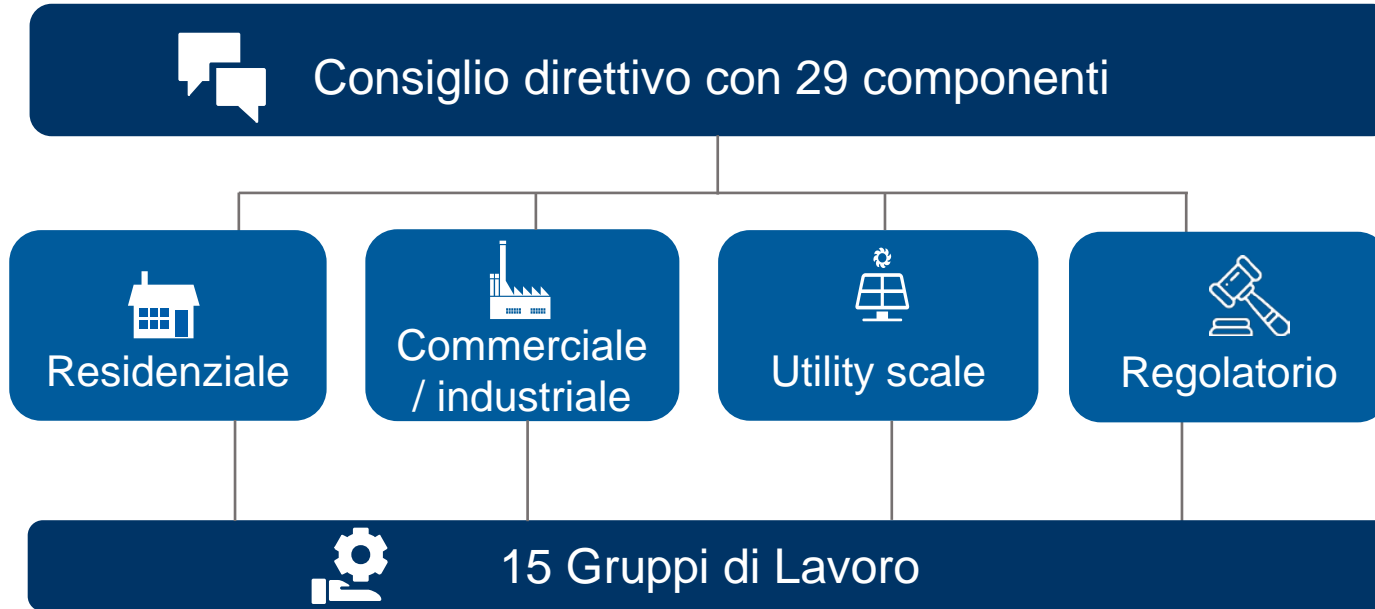 Consiglio direttivo con 29 componenti
Residenziale
Commerciale
/ industriale
Utility scale
Regolatorio
15 Gruppi di Lavoro